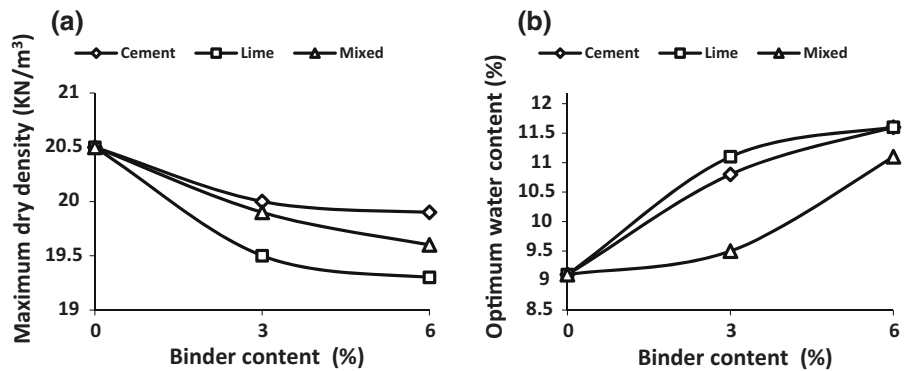 (a)
Cement Lime Mixed
Maximum dry density (KN/m³)
21
20.5
20
19.5
19
0 3 6
Binder content (%)
(b)
Cement Lime Mixed
Optimum water content (%)
12
11.5
11
10.5
10
9.5
9
8.5
0 3 6
Binder content (%)